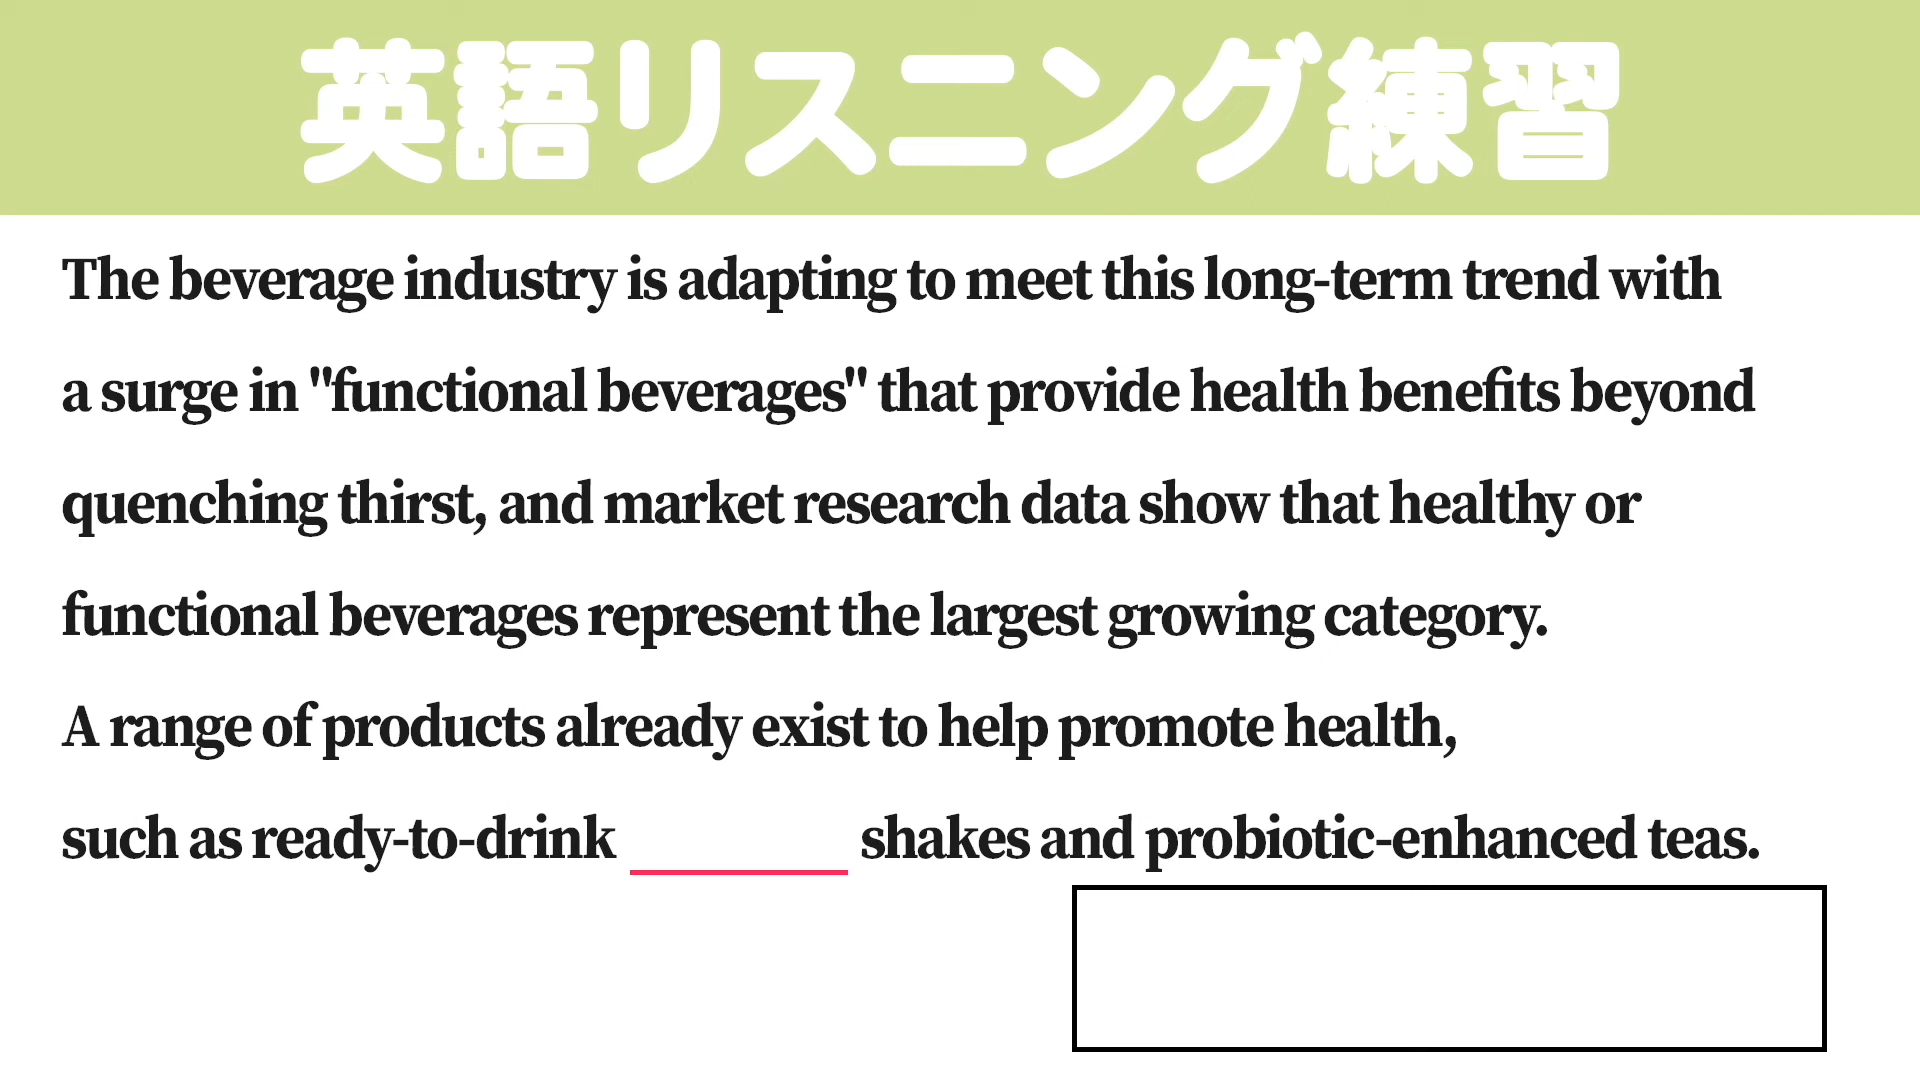 英語リスニング練習
The beverage industry is adapting to meet this long-term trend with
a surge in "functional beverages" that provide health benefits beyond
quenching thirst, and market research data show that healthy or
functional beverages represent the largest growing category.
A range of products already exist to help promote health,
such as ready-to-drink ______ shakes and probiotic-enhanced teas.